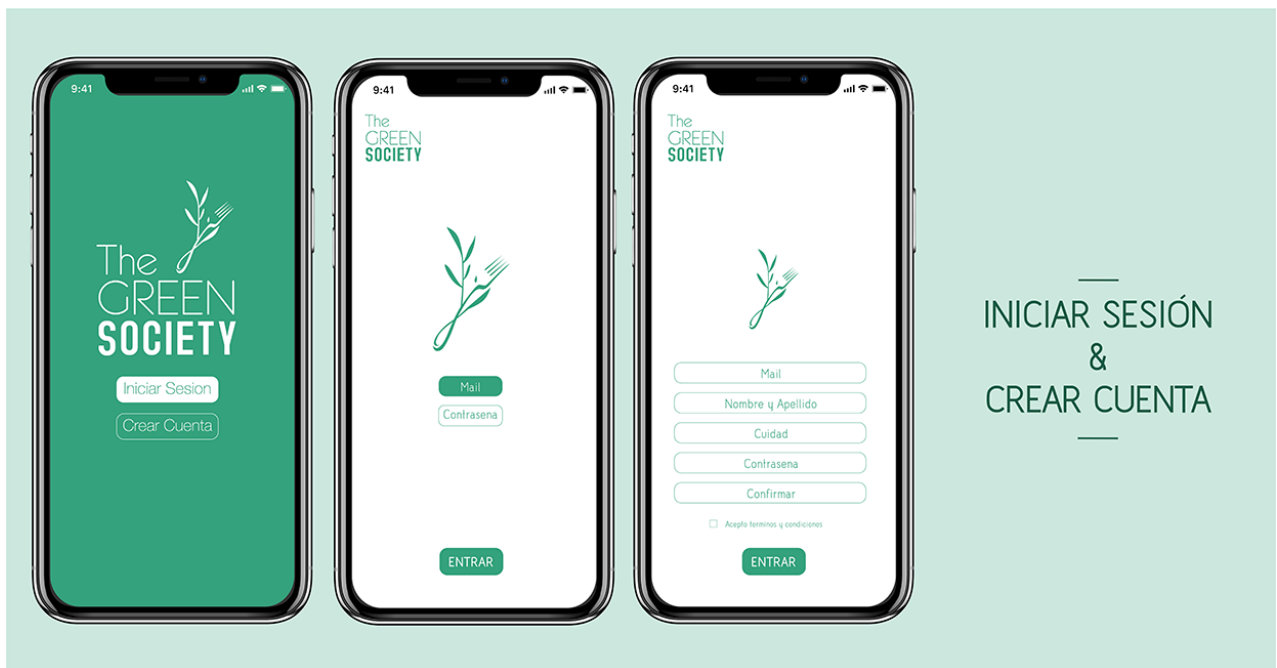 9:41
The
GREEN
SOCIETY
Iniciar Sesion
Crear Cuenta
9:41
The
GREEN
SOCIETY
Mail
Contrasena
ENTRAR
9:41
The
GREEN
SOCIETY
Mail
Nombre y Apellido
Cuidad
Contrasena
Confirmar
Acepto terminos y condiciones
ENTRAR
INICIAR SESIÓN
&
CREAR CUENTA